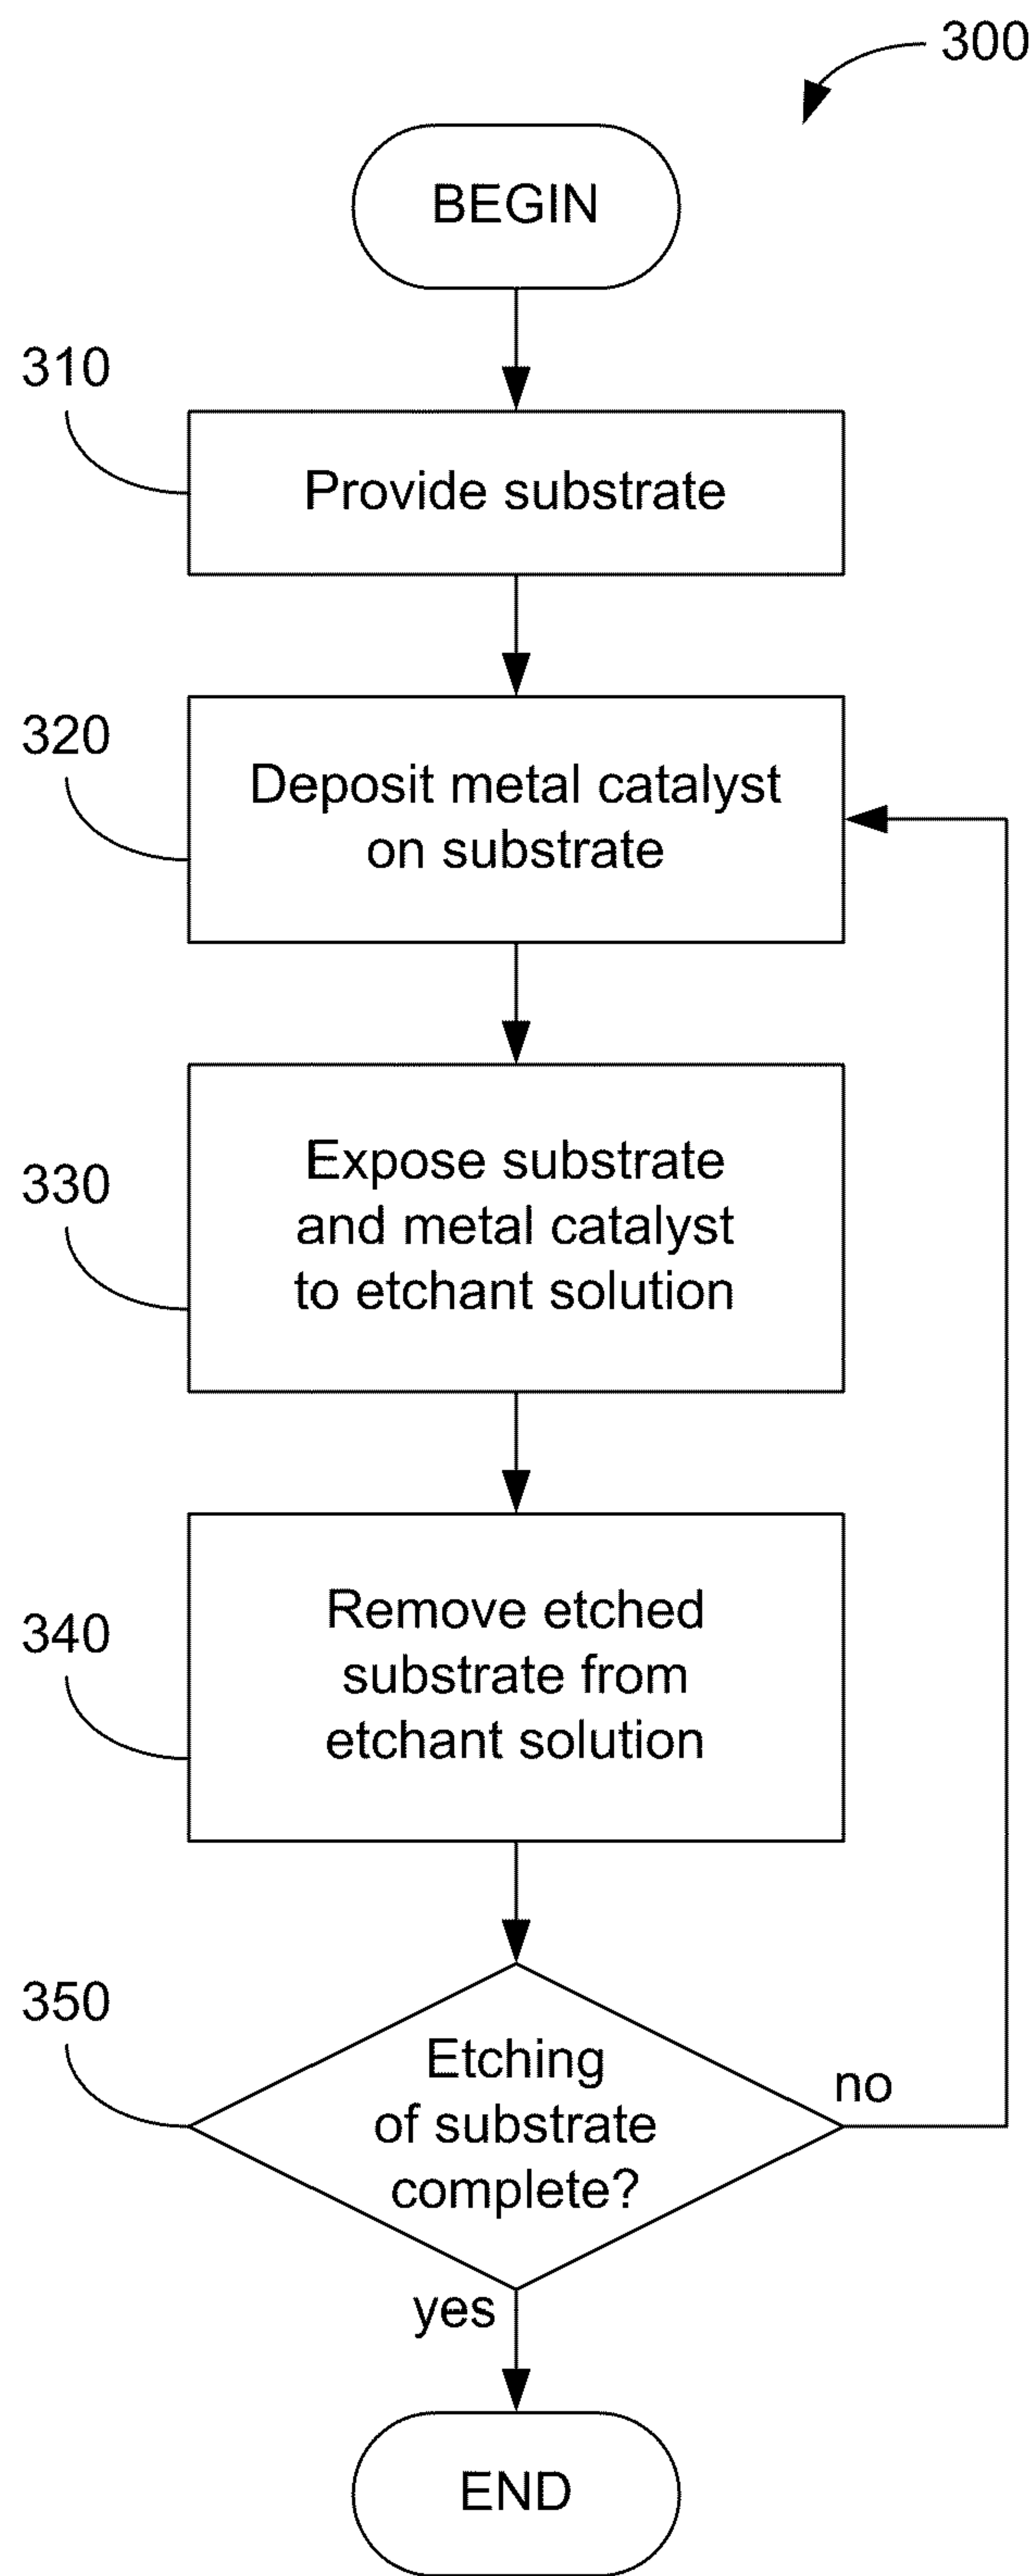 300
BEGIN
310
Provide substrate
320
Deposit metal catalyst
on substrate
330
Expose substrate
and metal catalyst
to etchant solution
340
Remove etched
substrate from
etchant solution
350
Etching
of substrate
complete?
no
yes
END